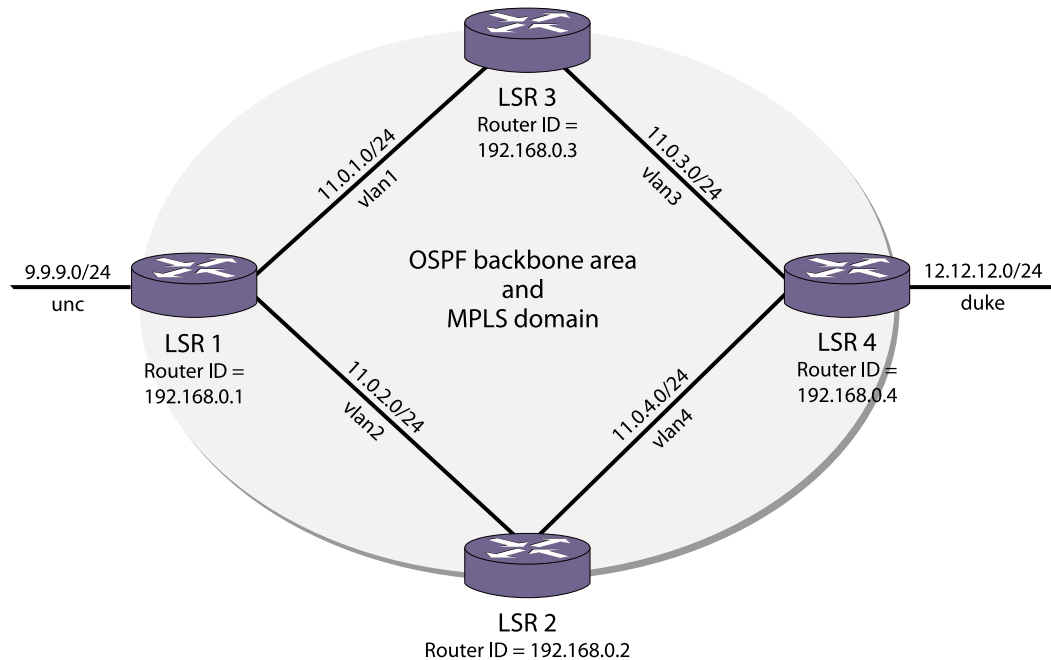 LSR 3
Router ID =
192.168.0.3
11.0.1.0/24
vlan1
11.0.3.0/24
vlan3
9.9.9.0/24
unc
OSPF backbone area
and
MPLS domain
12.12.12.0/24
duke
LSR 1
Router ID =
192.168.0.1
LSR 4
Router ID =
192.168.0.4
11.0.2.0/24
vlan2
11.0.4.0/24
vlan4
LSR 2
Router ID = 192.168.0.2